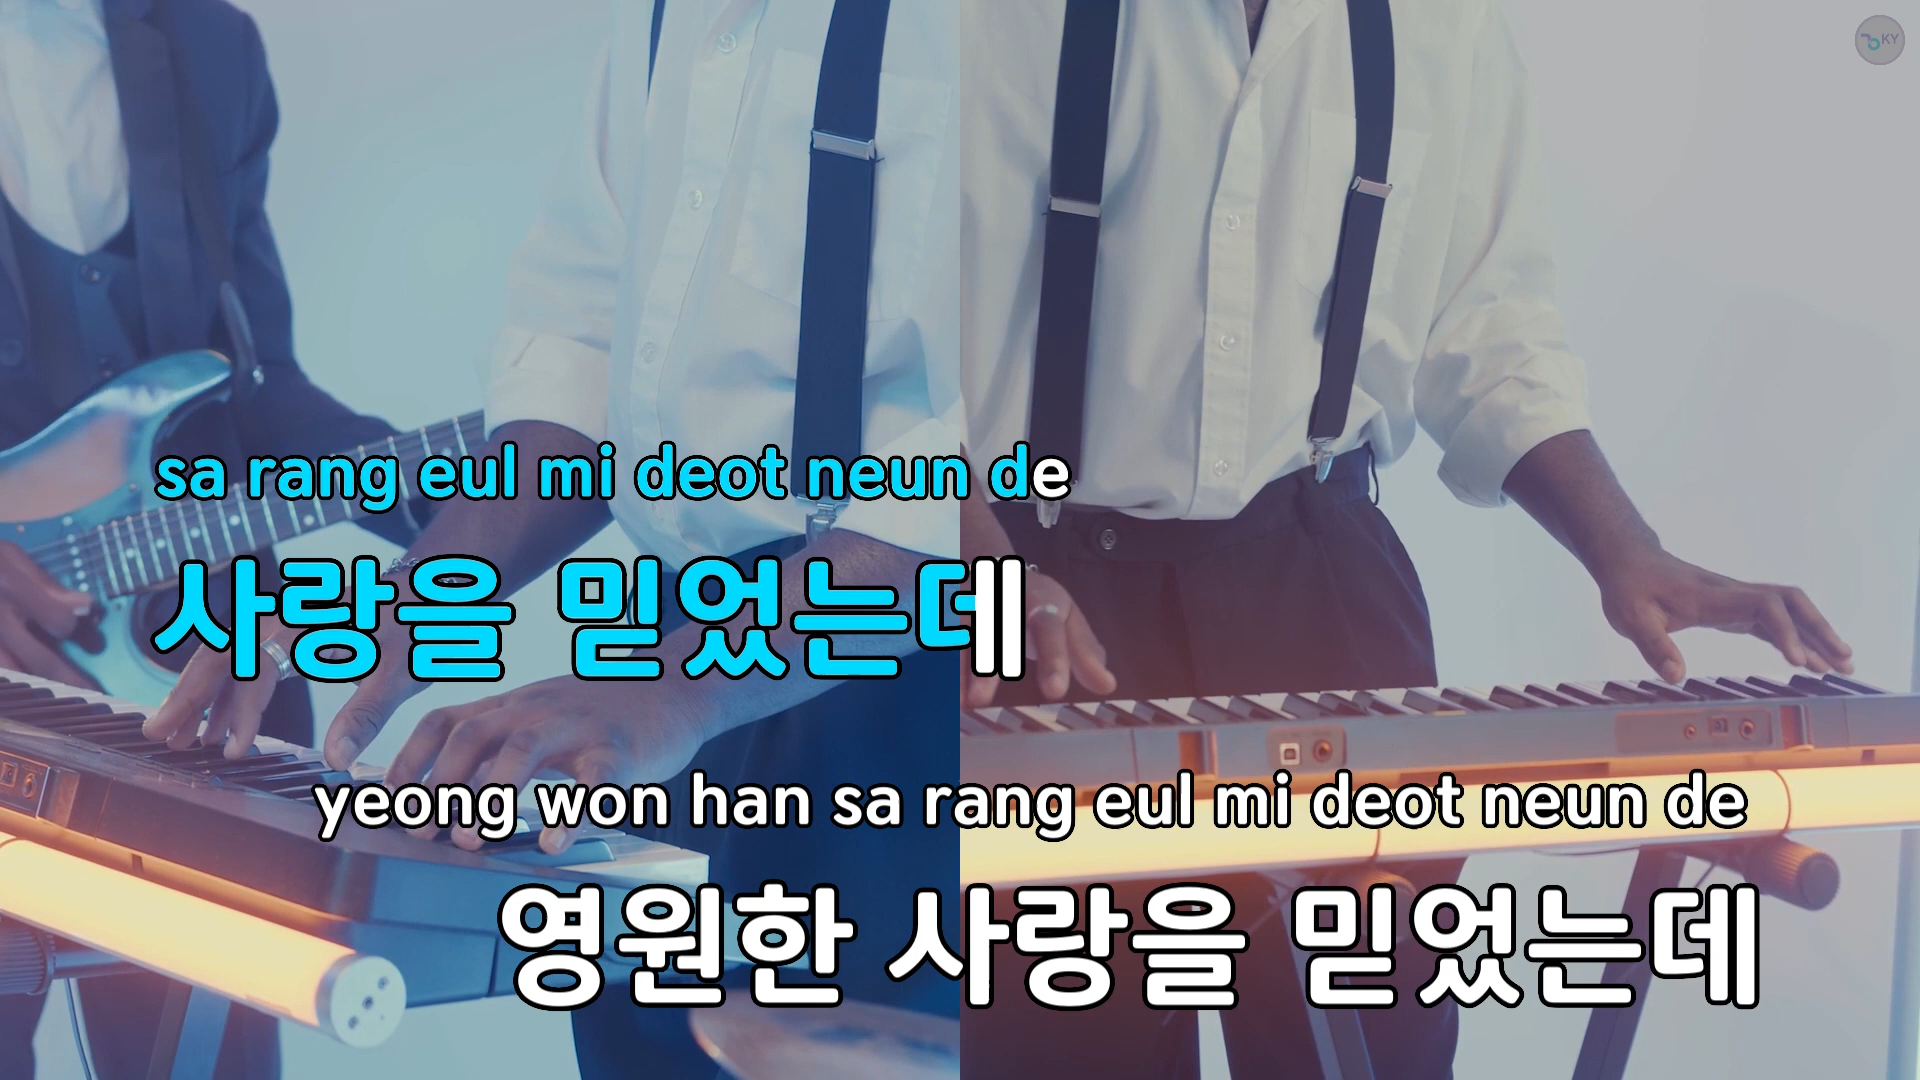 KY
sa rang eul mi deot neun de
사랑을 믿었는데
yeong won han sa rang eul mi deot neun de
영원한 사랑을 믿었는데